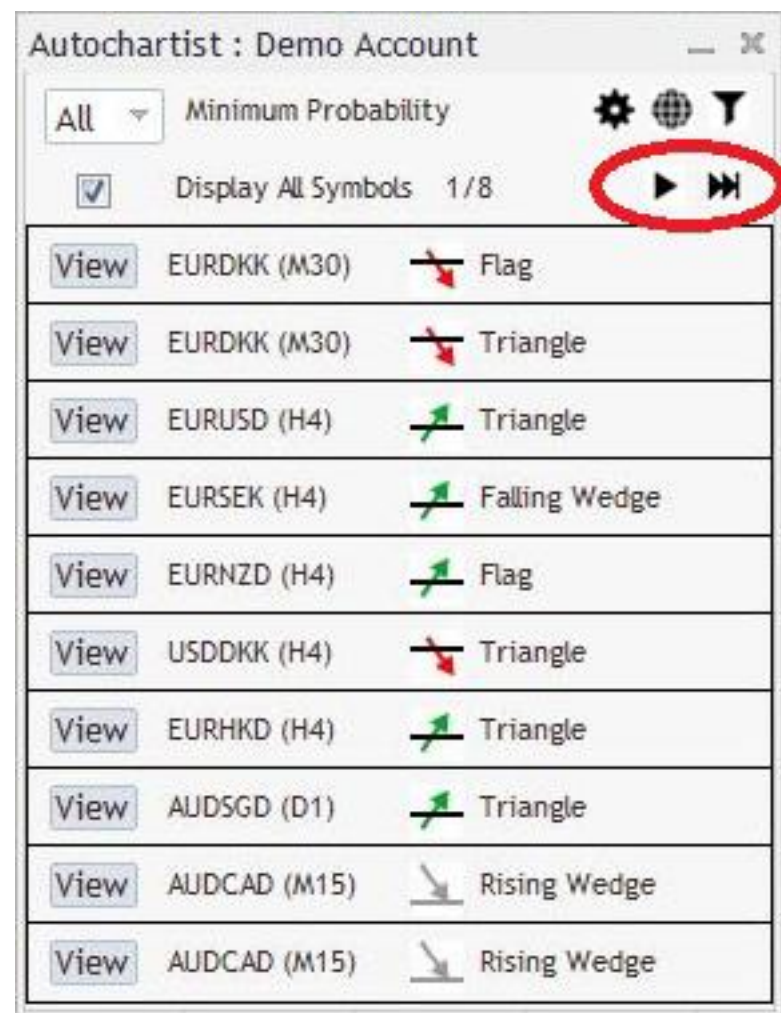 Autochartist : Demo Account
All Minimum Probability
Display All Symbols 1/8
View EURDKK (M30) Flag
View EURDKK (M30) Triangle
View EURUSD (H4) Triangle
View EURSEK (H4) Falling Wedge
View EURNZD (H4) Flag
View USDDKK (H4) Triangle
View EURHKD (H4) Triangle
View AUDSGD (D1) Triangle
View AUDCAD (M15) Rising Wedge
View AUDCAD (M15) Rising Wedge